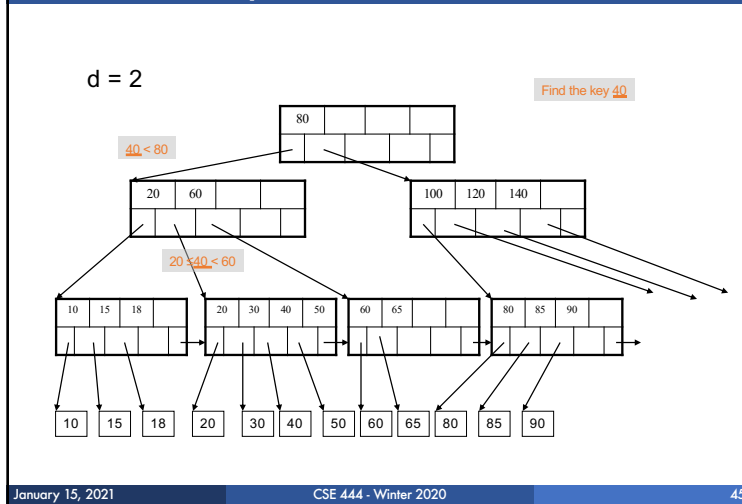 d = 2
Find the key 40
80
40 < 80
20 60
100 120 140
20 ≤ 40 < 60
10 15 18
20 30 40 50
60 65
80 85 90
10 15 18 20 30 40 50 60 65 80 85 90
January 15, 2021
CSE 444 - Winter 2020
45